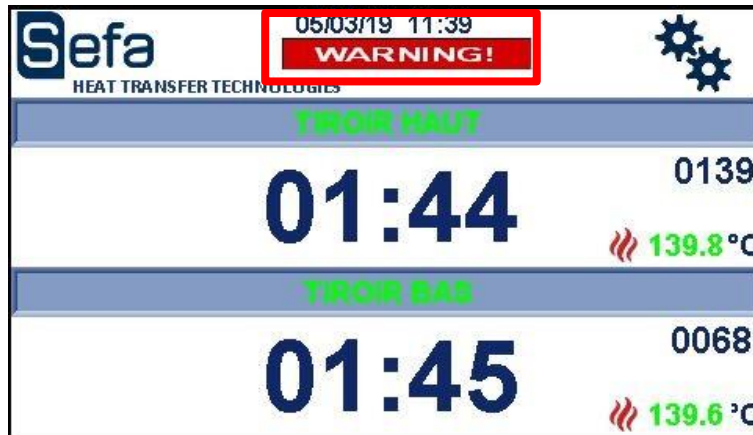 Sefa
05/03/19 11:39
WARNING!
HEAT TRANSFER TECHNOLOGIES
TIROIR HAUT
01:44
0139
139.8°C
TIROIR BAS
01:45
0068
139.6°C